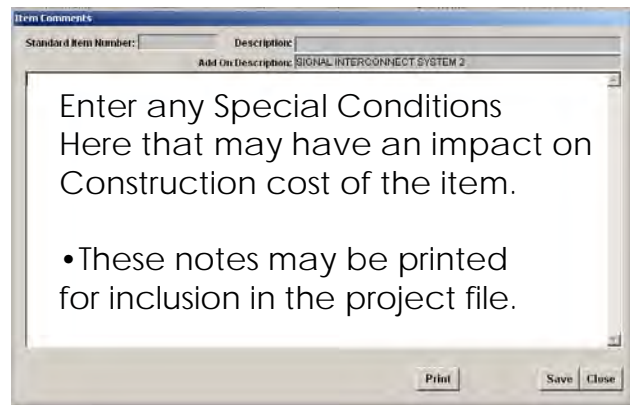 Item Comments
Standard Item Number: Description:
Add On Description: SIGNAL INTERCONNECT SYSTEM 2
Enter any Special Conditions
Here that may have an impact on
Construction cost of the item.
•These notes may be printed
for inclusion in the project file.
Print Save Close